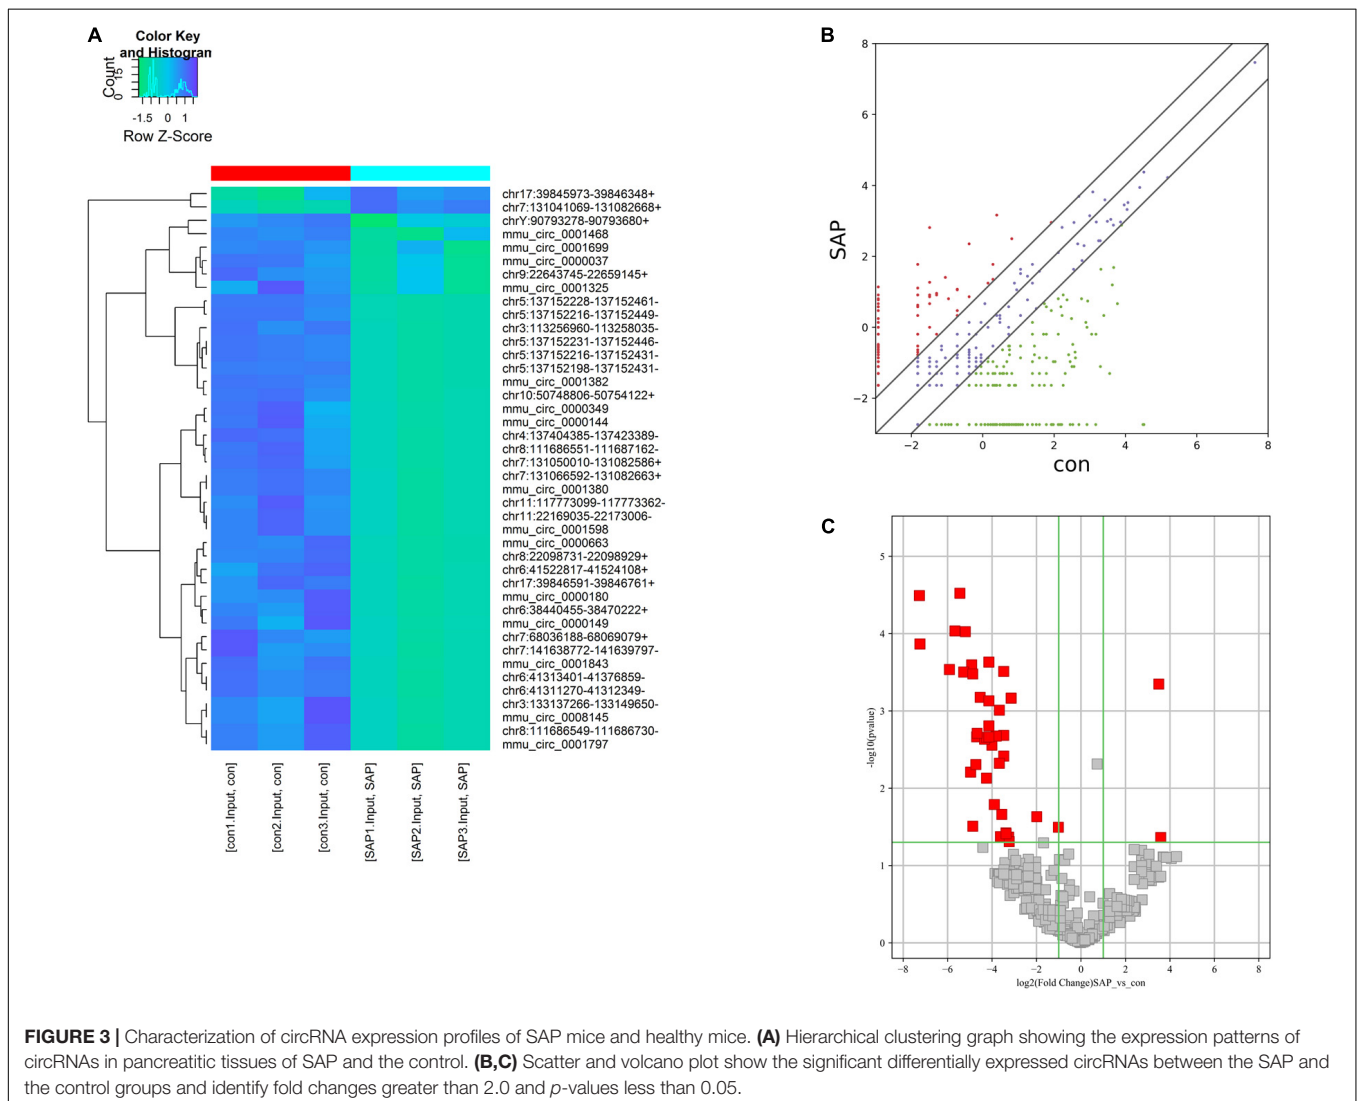 A
Color Key
and Histogran
Count
0 15
-1.5 0 1
Row Z-Score
chr17:39845973-39846348+
chr7:131041069-131082668+
chrY:90793278-90793680+
mmu_circ_0001468
mmu_circ_0001699
mmu_circ_0000037
chr9:22643745-22659145+
mmu_circ_0001325
chr5:137152228-137152461-
chr5:137152216-137152449-
chr3:113256960-113258035-
chr5:137152231-137152446-
chr5:137152216-137152431-
chr5:137152198-137152431-
mmu_circ_0001382
chr10:50748806-50754122+
mmu_circ_0000349
mmu_circ_0000144
chr4:137404385-137423389-
chr8:111686551-111687162-
chr7:131050010-131082586+
chr7:131066592-131082663+
mmu_circ_0001380
chr11:117773099-117773362-
chr11:22169035-22173006-
mmu_circ_0001598
mmu_circ_0000663
chr8:22098731-22098929+
chr6:41522817-41524108+
chr17:39846591-39846761+
mmu_circ_0000180
chr6:38440455-38470222+
mmu_circ_0000149
chr7:68036188-68069079+
chr7:141638772-141639797-
mmu_circ_0001843
chr6:41313401-41376859-
chr6:41311270-41312349-
chr3:133137266-133149650-
mmu_circ_0008145
chr8:111686549-111686730-
mmu_circ_0001797
[con1.Input, con]
[con2.Input, con]
[con3.Input, con]
[SAP1.Input, SAP]
[SAP2.Input, SAP]
[SAP3.Input, SAP]
B
8
6
4
2
0
−2
SAP
−2 0 2 4 6 8
con
C
5
4
3
2
1
0
-log10(pvalue)
−8 −6 −4 −2 0 2 4 6 8
log2(Fold Change)SAP_vs_con
FIGURE 3 | Characterization of circRNA expression profiles of SAP mice and healthy mice. (A) Hierarchical clustering graph showing the expression patterns of
circRNAs in pancreatitic tissues of SAP and the control. (B,C) Scatter and volcano plot show the significant differentially expressed circRNAs between the SAP and
the control groups and identify fold changes greater than 2.0 and p-values less than 0.05.